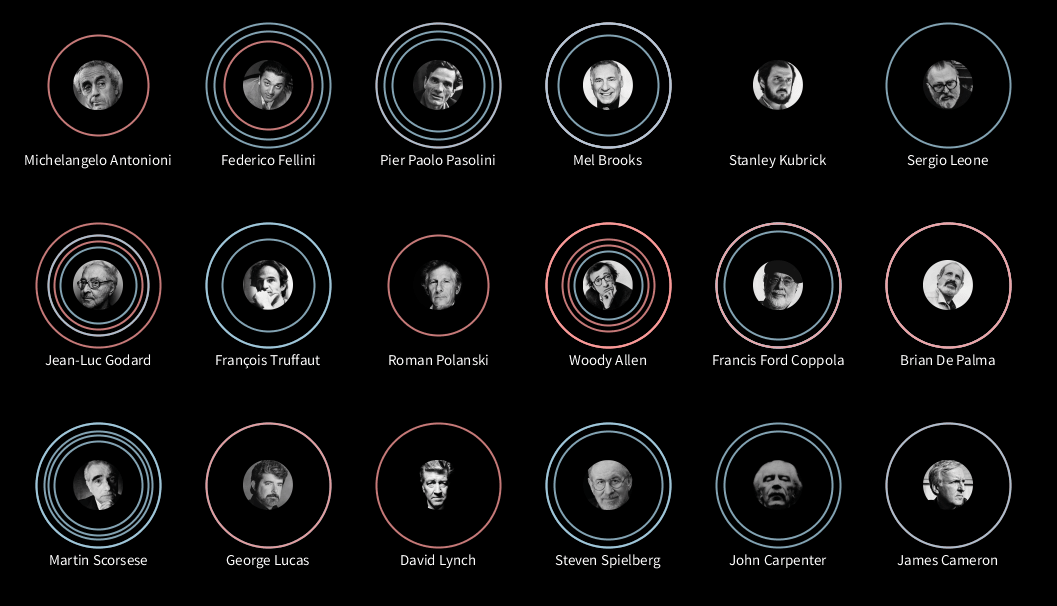 Michelangelo Antonioni
Federico Fellini
Pier Paolo Pasolini
Mel Brooks
Stanley Kubrick
Sergio Leone
Jean-Luc Godard
François Truffaut
Roman Polanski
Woody Allen
Francis Ford Coppola
Brian De Palma
Martin Scorsese
George Lucas
David Lynch
Steven Spielberg
John Carpenter
James Cameron